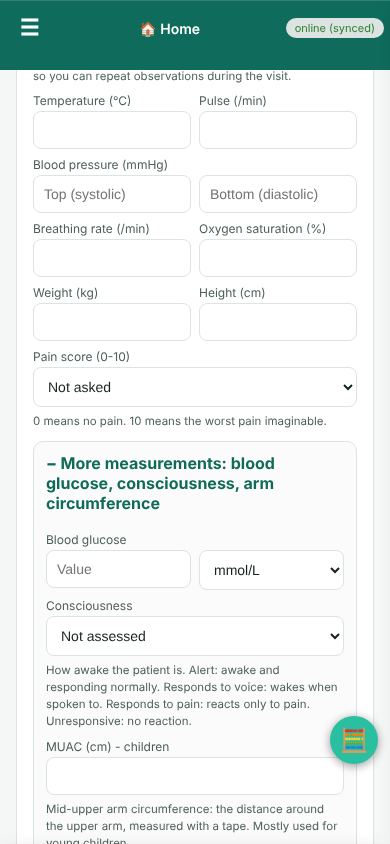 🏠 Home
online (synced)
so you can repeat observations during the visit.
Temperature (°C)
Pulse (/min)
Blood pressure (mmHg)
Top (systolic)
Bottom (diastolic)
Breathing rate (/min)
Oxygen saturation (%)
Weight (kg)
Height (cm)
Pain score (0-10)
Not asked
0 means no pain. 10 means the worst pain imaginable.
− More measurements: blood
glucose, consciousness, arm
circumference
Blood glucose
Value
mmol/L
Consciousness
Not assessed
How awake the patient is. Alert: awake and
responding normally. Responds to voice: wakes when
spoken to. Responds to pain: reacts only to pain.
Unresponsive: no reaction.
MUAC (cm) - children
Mid-upper arm circumference: the distance around
the upper arm, measured with a tape. Mostly used for
young children